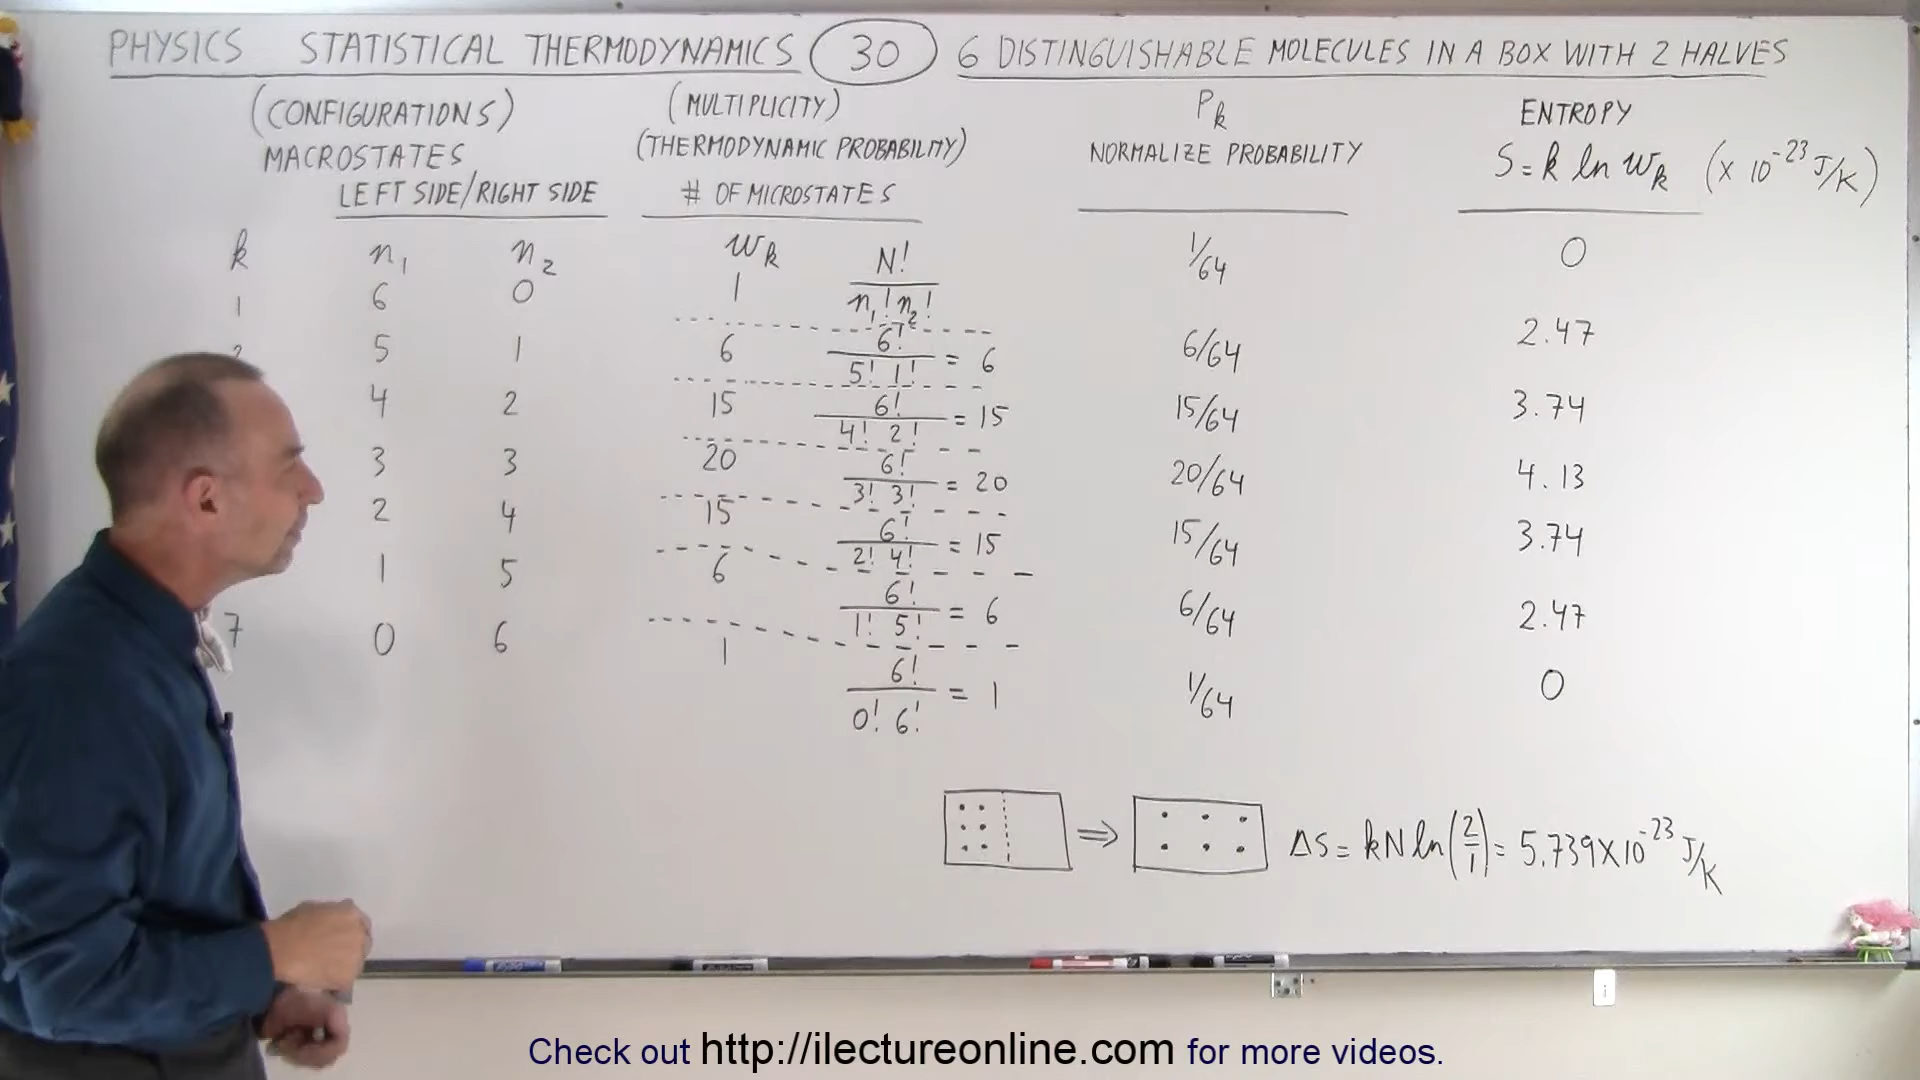 PHYSICS STATISTICAL THERMODYNAMICS 30 6 DISTINGUISHABLE MOLECULES IN A BOX WITH 2 HALVES
(CONFIGURATIONS) (MULTIPLICITY) Pk ENTROPY
MACROSTATES (THERMODYNAMIC PROBABILITY) NORMALIZE PROBABILITY S = k ln wk (x 10^-23 J/K)
LEFT SIDE/RIGHT SIDE # OF MICROSTATES
k n1 n2 wk N!/(n1! n2!) 1/64 0
1 6 0 1
2 5 1 6 6!/(5! 1!) = 6 6/64 2.47
4 2 15 6!/(4! 2!) = 15 15/64 3.74
3 3 20 6!/(3! 3!) = 20 20/64 4.13
2 4 15 6!/(2! 4!) = 15 15/64 3.74
1 5 6 6!/(1! 5!) = 6 6/64 2.47
7 0 6 1 6!/(0! 6!) = 1 1/64 0
⇒ ΔS = kN ln(2/1) = 5.739 x 10^-23 J/K
Check out http://ilectureonline.com for more videos.